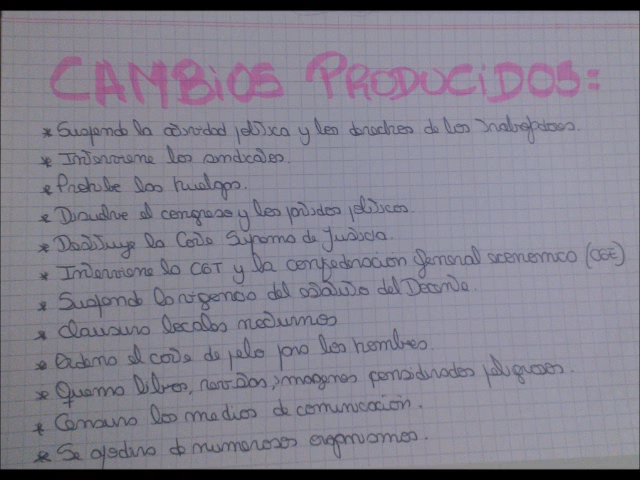 CAMBiOS PRODUCiDOS:
* Suspende la actividad política y los derechos de los trabajadores.
* Interviene los sindicatos.
* Prohibe las huelgas.
* Disuelve el congreso y los partidos políticos.
* Destituye la Corte Suprema de Justicia.
* Interviene la CGT y la confederación general economica (CGE)
* Suspende la vigencia del estatuto del Docente.
* Clausura locales nocturnos
* Ordena el corte de pelo para los hombres.
* Quema libros, revistas, imagenes considerados peligrosos.
* Censura los medios de comunicación.
* Se apodera de numerosos organismos.